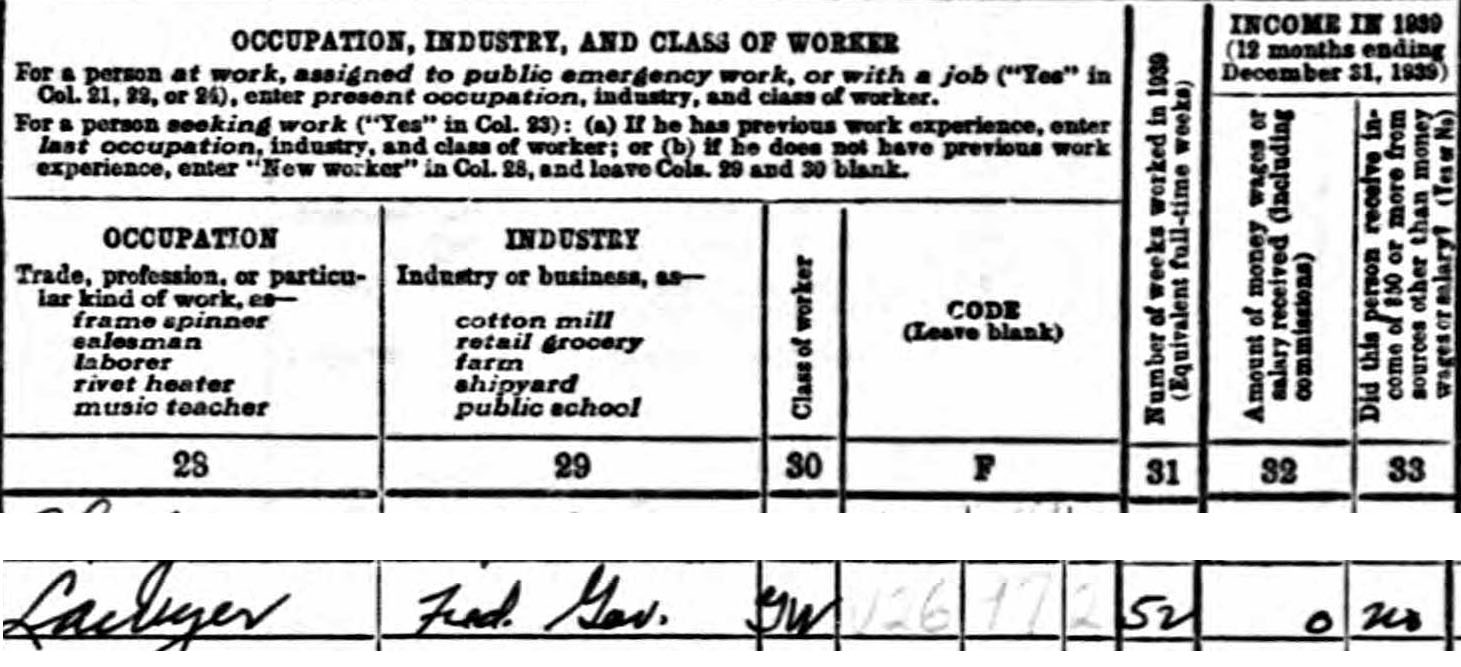 OCCUPATION, INDUSTRY, AND CLASS OF WORKER
For a person at work, assigned to public emergency work, or with a job ("Yes" in
Col. 21, 22, or 24), enter present occupation, industry, and class of worker.
For a person seeking work ("Yes" in Col. 23): (a) If he has previous work experience, enter
last occupation, industry, and class of worker; or (b) if he does not have previous work
experience, enter "New worker" in Col. 28, and leave Cols. 29 and 30 blank.
OCCUPATION
Trade, profession, or particu-
lar kind of work, as—
frame spinner
salesman
laborer
rivet heater
music teacher
INDUSTRY
Industry or business, as—
cotton mill
retail grocery
farm
shipyard
public school
Class of worker
CODE
(Leave blank)
Number of weeks worked in 1939
(Equivalent full-time weeks)
INCOME IN 1939
(12 months ending
December 31, 1939)
Amount of money wages or
salary received (including
commissions)
Did this person receive in-
come of $50 or more from
sources other than money
wages or salary? (Yes or No)
28 29 30 F 31 32 33
Lawyer Fed. Gov. GW V26 17 2 52 0 no